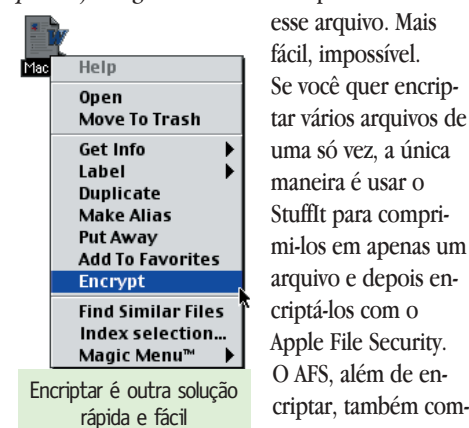 Mac
Help
Open
Move To Trash
Get Info
Label
Duplicate
Make Alias
Put Away
Add To Favorites
Encrypt
Find Similar Files
Index selection...
Magic Menu™
Encriptar é outra solução
rápida e fácil
esse arquivo. Mais
fácil, impossível.
Se você quer encrip-
tar vários arquivos de
uma só vez, a única
maneira é usar o
StuffIt para compri-
mi-los em apenas um
arquivo e depois en-
criptá-los com o
Apple File Security.
O AFS, além de en-
criptar, também com-